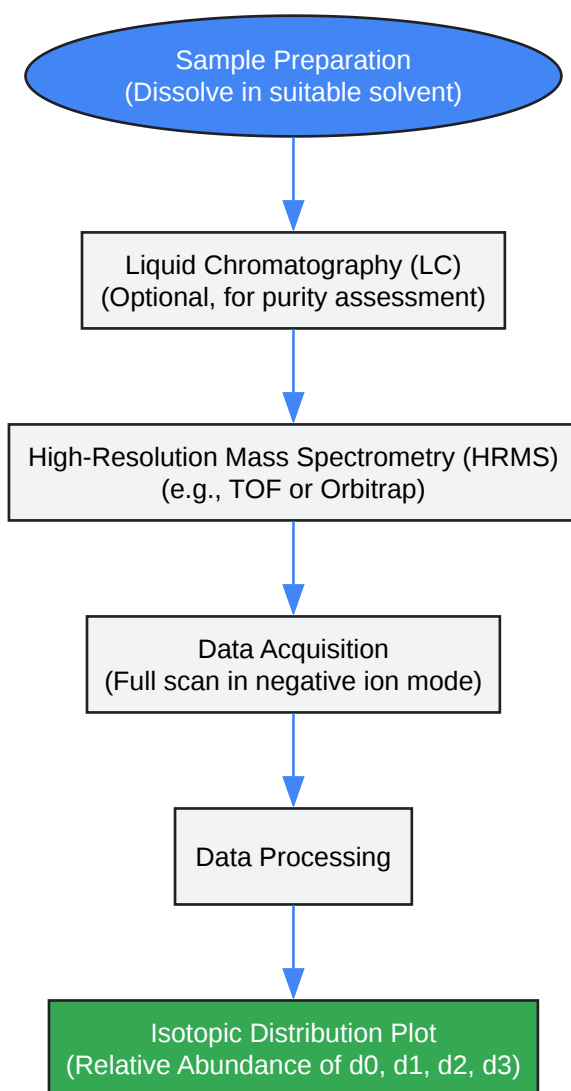 Sample Preparation
(Dissolve in suitable solvent)
Liquid Chromatography (LC)
(Optional, for purity assessment)
High-Resolution Mass Spectrometry (HRMS)
(e.g., TOF or Orbitrap)
Data Acquisition
(Full scan in negative ion mode)
Data Processing
Isotopic Distribution Plot
(Relative Abundance of d0, d1, d2, d3)